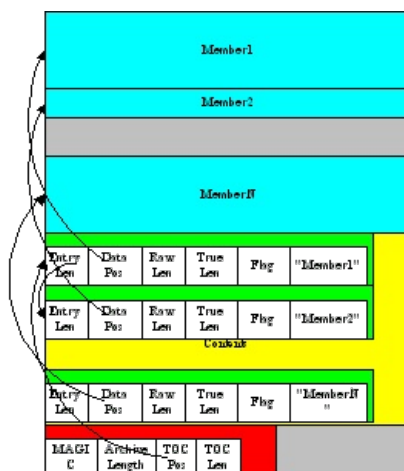 Member1
Member2
MemberN
Entry Len Data Pos Raw Len True Len Flag "Member1"
Entry Len Data Pos Raw Len True Len Flag "Member2"
Content
Entry Len Data Pos Raw Len True Len Flag "MemberN"
MAGIC Archive Length TOC Pos TOC Len